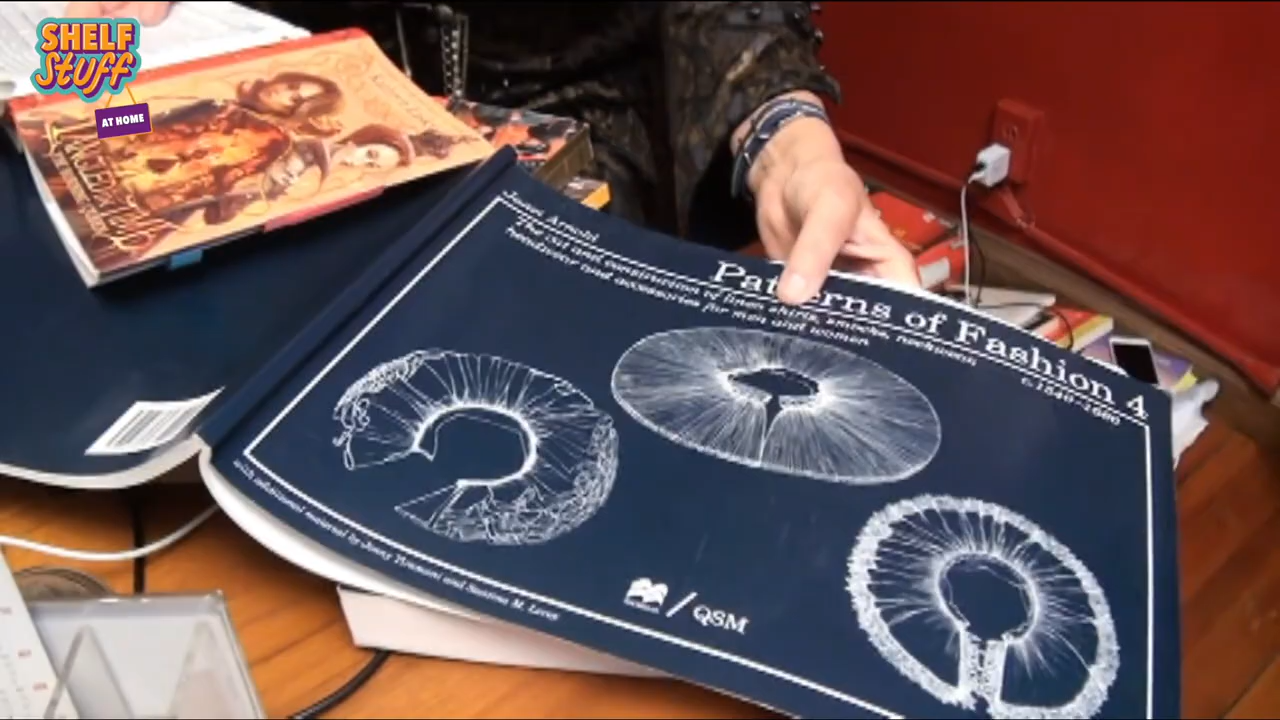 SHELF
Stuff
AT HOME
Janet Arnold
Patterns of Fashion 4
The cut and construction of linen shirts, smocks, neckwear,
headwear and accessories for men and women
c.1540-1660
with additional material by Jenny Tiramani and Santina M. Levey
/ QSM